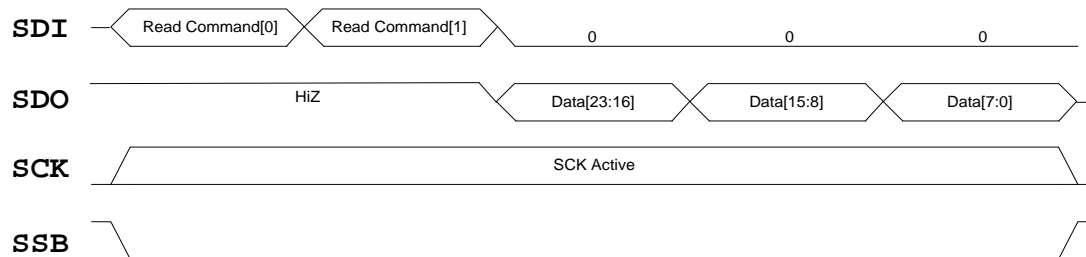 SDI Read Command[0] Read Command[1] 0 0 0
SDO HiZ Data[23:16] Data[15:8] Data[7:0]
SCK SCK Active
SSB